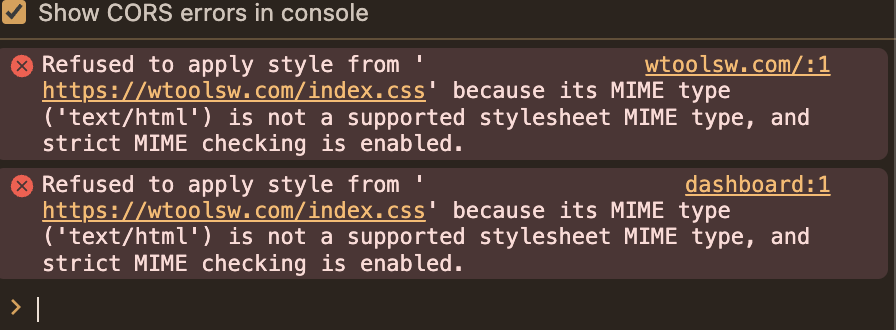 Show CORS errors in console
Refused to apply style from ' wtoolsw.com/:1
https://wtoolsw.com/index.css' because its MIME type
('text/html') is not a supported stylesheet MIME type, and
strict MIME checking is enabled.
Refused to apply style from ' dashboard:1
https://wtoolsw.com/index.css' because its MIME type
('text/html') is not a supported stylesheet MIME type, and
strict MIME checking is enabled.
>